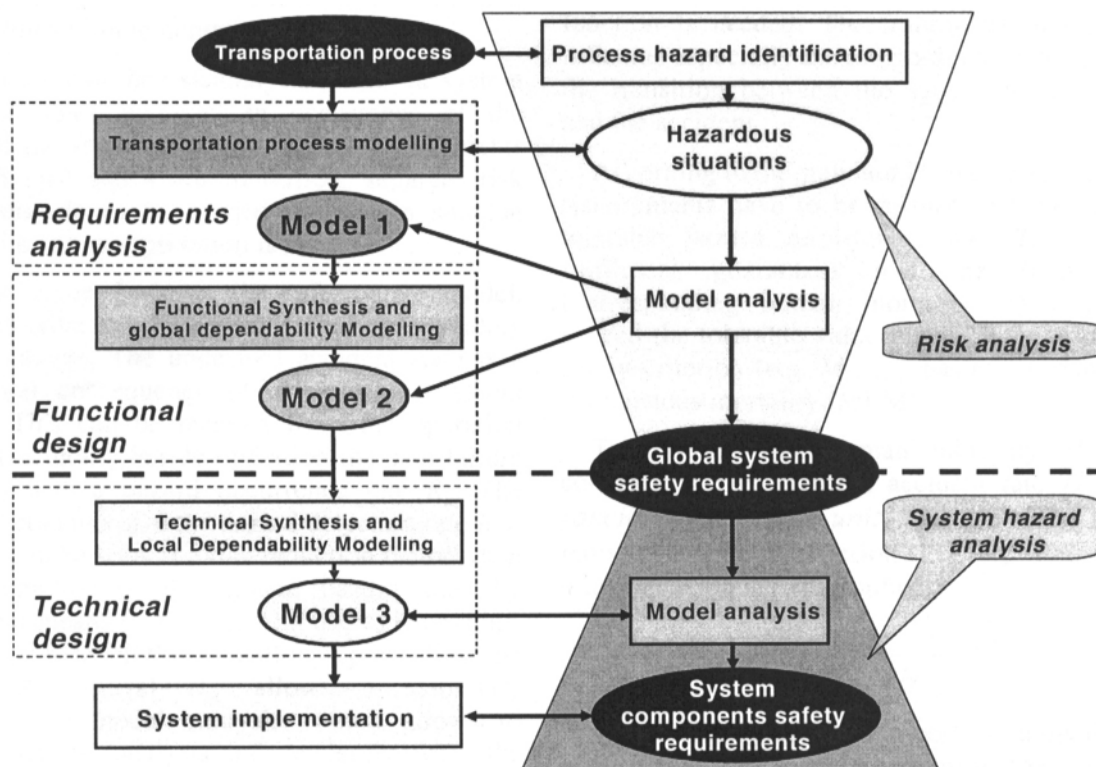 Transportation process
Process hazard identification
Transportation process modelling
Hazardous
situations
Requirements
analysis
Model 1
Functional Synthesis and
global dependability Modelling
Model analysis
Risk analysis
Model 2
Functional
design
Global system
safety requirements
Technical Synthesis and
Local Dependability Modelling
System hazard
analysis
Technical
design
Model 3
Model analysis
System implementation
System
components safety
requirements